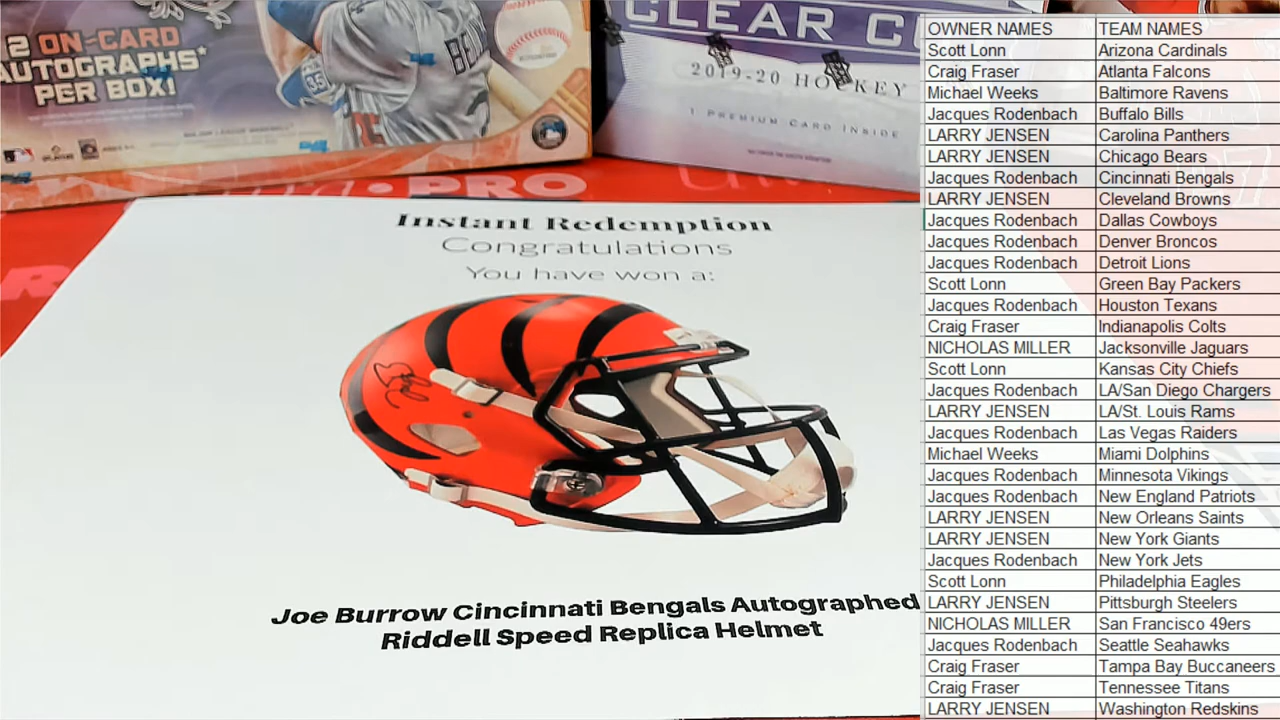 2 ON-CARD
AUTOGRAPHS*
PER BOX!
BEL
CLEAR C
2019-20 HOCKEY
1 PREMIUM CARD INSIDE
PRO
Instant Redemption
Congratulations
You have won a:
Joe Burrow Cincinnati Bengals Autographed
Riddell Speed Replica Helmet
OWNER NAMES TEAM NAMES
Scott Lonn Arizona Cardinals
Craig Fraser Atlanta Falcons
Michael Weeks Baltimore Ravens
Jacques Rodenbach Buffalo Bills
LARRY JENSEN Carolina Panthers
LARRY JENSEN Chicago Bears
Jacques Rodenbach Cincinnati Bengals
LARRY JENSEN Cleveland Browns
Jacques Rodenbach Dallas Cowboys
Jacques Rodenbach Denver Broncos
Jacques Rodenbach Detroit Lions
Scott Lonn Green Bay Packers
Jacques Rodenbach Houston Texans
Craig Fraser Indianapolis Colts
NICHOLAS MILLER Jacksonville Jaguars
Scott Lonn Kansas City Chiefs
Jacques Rodenbach LA/San Diego Chargers
LARRY JENSEN LA/St. Louis Rams
Jacques Rodenbach Las Vegas Raiders
Michael Weeks Miami Dolphins
Jacques Rodenbach Minnesota Vikings
Jacques Rodenbach New England Patriots
LARRY JENSEN New Orleans Saints
LARRY JENSEN New York Giants
Jacques Rodenbach New York Jets
Scott Lonn Philadelphia Eagles
LARRY JENSEN Pittsburgh Steelers
NICHOLAS MILLER San Francisco 49ers
Jacques Rodenbach Seattle Seahawks
Craig Fraser Tampa Bay Buccaneers
Craig Fraser Tennessee Titans
LARRY JENSEN Washington Redskins